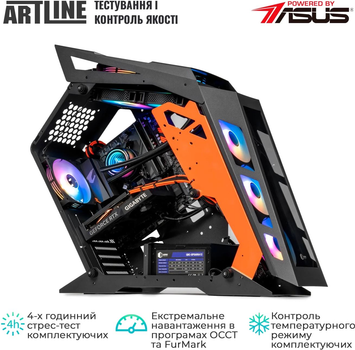 ARTLINE
ТЕСТУВАННЯ І
КОНТРОЛЬ ЯКОСТІ
POWERED BY
ASUS
GEFORCE RTX
GIGABYTE
4h
4-х годинний
стрес-тест
комплектуючих
Екстремальне
навантаження в
програмах OCCT
та FurMark
Контроль
температурного
режиму
комплектуючих